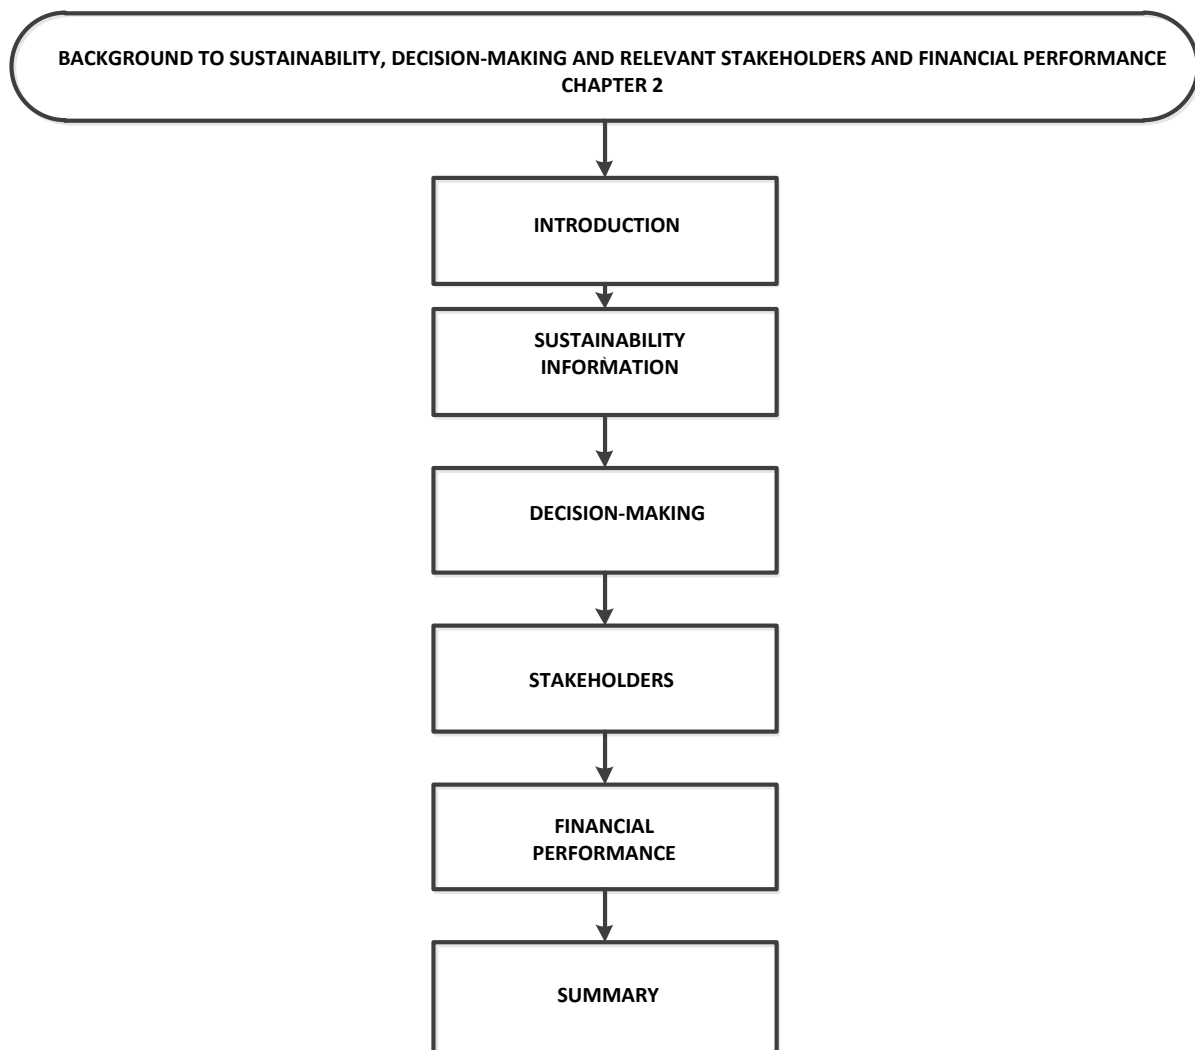 BACKGROUND TO SUSTAINABILITY, DECISION-MAKING AND RELEVANT STAKEHOLDERS AND FINANCIAL PERFORMANCE
CHAPTER 2
INTRODUCTION
SUSTAINABILITY
INFORMATION
DECISION-MAKING
STAKEHOLDERS
FINANCIAL
PERFORMANCE
SUMMARY